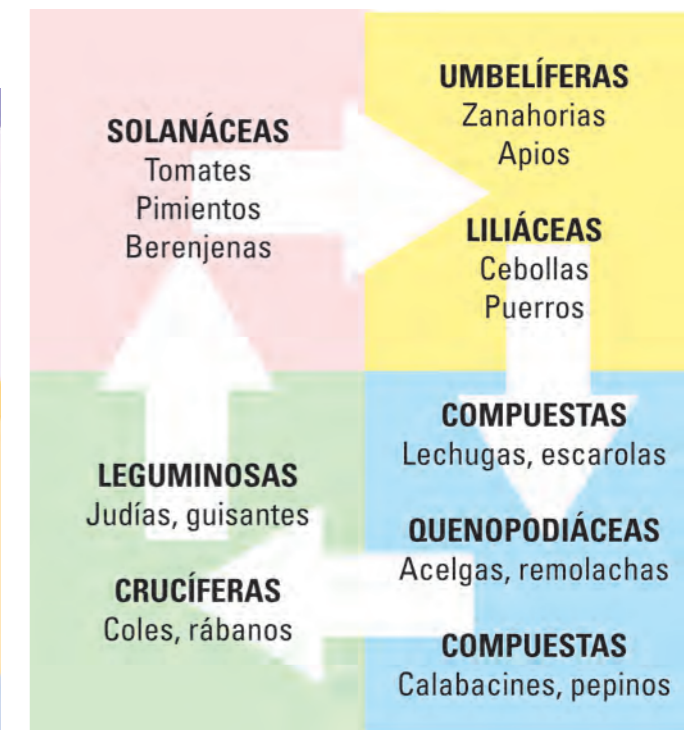 SOLANÁCEAS
Tomates
Pimientos
Berenjenas
UMBELÍFERAS
Zanahorias
Apios
LILIÁCEAS
Cebollas
Puerros
COMPUESTAS
Lechugas, escarolas
QUENOPODIÁCEAS
Acelgas, remolachas
COMPUESTAS
Calabacines, pepinos
LEGUMINOSAS
Judías, guisantes
CRUCÍFERAS
Coles, rábanos